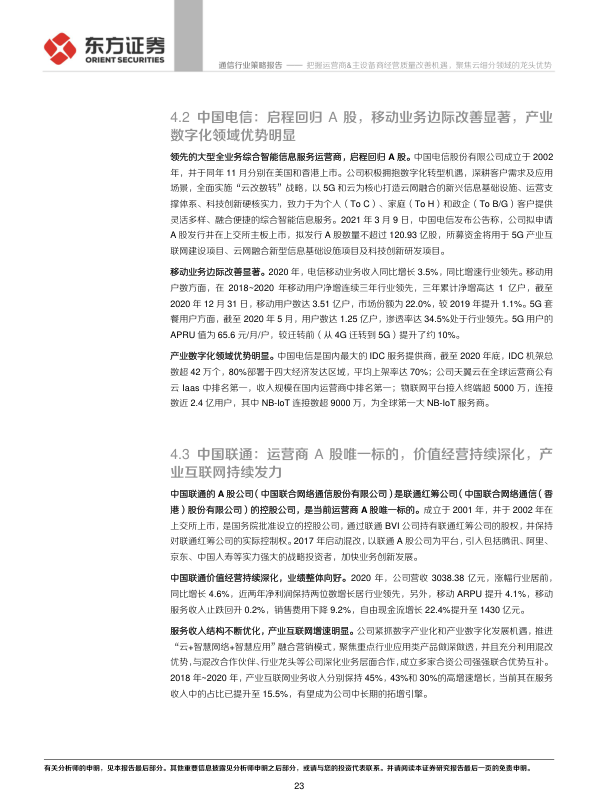 东方证券
ORIENT SECURITIES
通信行业策略报告 —— 把握运营商&主设备商经营质量改善机遇，聚焦云细分领域的龙头优势
4.2 中国电信：启程回归 A 股，移动业务边际改善显著，产业
数字化领域优势明显
领先的大型全业务综合智能信息服务运营商，启程回归 A 股。中国电信股份有限公司成立于 2002
年，并于同年 11 月分别在美国和香港上市。公司积极拥抱数字化转型机遇，深耕客户需求及应用
场景，全面实施“云改数转”战略，以 5G 和云为核心打造云网融合的新兴信息基础设施、运营支
撑体系、科技创新硬核实力，致力于为个人（To C）、家庭（To H）和政企（To B/G）客户提供
灵活多样、融合便捷的综合智能信息服务。2021 年 3 月 9 日，中国电信发布公告称，公司拟申请
A 股发行并在上交所主板上市，拟发行 A 股数量不超过 120.93 亿股，所募资金将用于 5G 产业互
联网建设项目、云网融合新型信息基础设施项目及科技创新研发项目。
移动业务边际改善显著。2020 年，电信移动业务收入同比增长 3.5%，同比增速行业领先。移动用
户数方面，在 2018~2020 年移动用户净增连续三年行业领先，三年累计净增高达 1 亿户，截至
2020 年 12 月 31 日，移动用户数达 3.51 亿户，市场份额为 22.0%，较 2019 年提升 1.1%。5G 套
餐用户方面，截至 2020 年 5 月，用户数达 1.25 亿户，渗透率达 34.5%处于行业领先。5G 用户的
APRU 值为 65.6 元/月/户，较迁转前（从 4G 迁转到 5G）提升了约 10%。
产业数字化领域优势明显。中国电信是国内最大的 IDC 服务提供商，截至 2020 年底，IDC 机架总
数超 42 万个，80%部署于四大经济发达区域，平均上架率达 70%；公司天翼云在全球运营商公有
云 Iaas 中排名第一，收入规模在国内运营商中排名第一；物联网平台接入终端超 5000 万，连接
数近 2.4 亿用户，其中 NB-IoT 连接数超 9000 万，为全球第一大 NB-IoT 服务商。
4.3 中国联通：运营商 A 股唯一标的，价值经营持续深化，产
业互联网持续发力
中国联通的 A 股公司（中国联合网络通信股份有限公司）是联通红筹公司（中国联合网络通信（香
港）股份有限公司）的控股公司，是当前运营商 A 股唯一标的。成立于 2001 年，并于 2002 年在
上交所上市，是国务院批准设立的控股公司，通过联通 BVI 公司持有联通红筹公司的股权，并保持
对联通红筹公司的实际控制权。2017 年启动混改，以联通 A 股公司为平台，引入包括腾讯、阿里、
京东、中国人寿等实力强大的战略投资者，加快业务创新发展。
中国联通价值经营持续深化，业绩整体向好。2020 年，公司营收 3038.38 亿元，涨幅行业居前，
同比增长 4.6%，近两年净利润保持两位数增长居行业领先，另外，移动 ARPU 提升 4.1%，移动
服务收入止跌回升 0.2%，销售费用下降 9.2%，自由现金流增长 22.4%提升至 1430 亿元。
服务收入结构不断优化，产业互联网增速明显。公司紧抓数字产业化和产业数字化发展机遇，推进
“云+智慧网络+智慧应用”融合营销模式，聚焦重点行业应用类产品做深做透，并且充分利用混改
优势，与混改合作伙伴、行业龙头等公司深化业务层面合作，成立多家合资公司强强联合优势互补。
2018 年~2020 年，产业互联网业务收入分别保持 45%，43%和 30%的高增速增长，当前其在服务
收入中的占比已提升至 15.5%，有望成为公司中长期的拓增引擎。
有关分析师的申明，见本报告最后部分。其他重要信息披露见分析师申明之后部分，或请与您的投资代表联系。并请阅读本证券研究报告最后一页的免责申明。
23